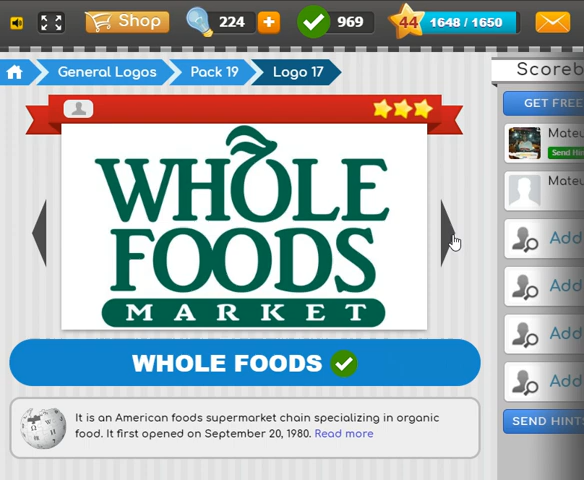 Shop
224
+
969
44
1648 / 1650
General Logos
Pack 19
Logo 17
Scoreb
GET FREE
Mateu
Send Hin
Mateu
WHOLE
FOODS
MARKET
Add
Add
Add
Add
WHOLE FOODS
It is an American foods supermarket chain specializing in organic
food. It first opened on September 20, 1980. Read more
SEND HINTS